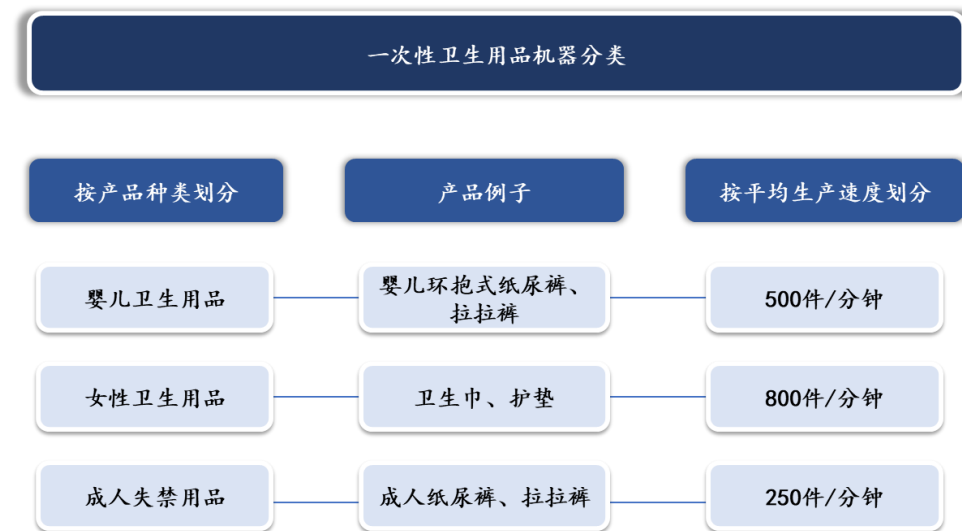 一次性卫生用品机器分类
按产品种类划分
产品例子
按平均生产速度划分
婴儿卫生用品
婴儿环抱式纸尿裤、
拉拉裤
500件/分钟
女性卫生用品
卫生巾、护垫
800件/分钟
成人失禁用品
成人纸尿裤、拉拉裤
250件/分钟